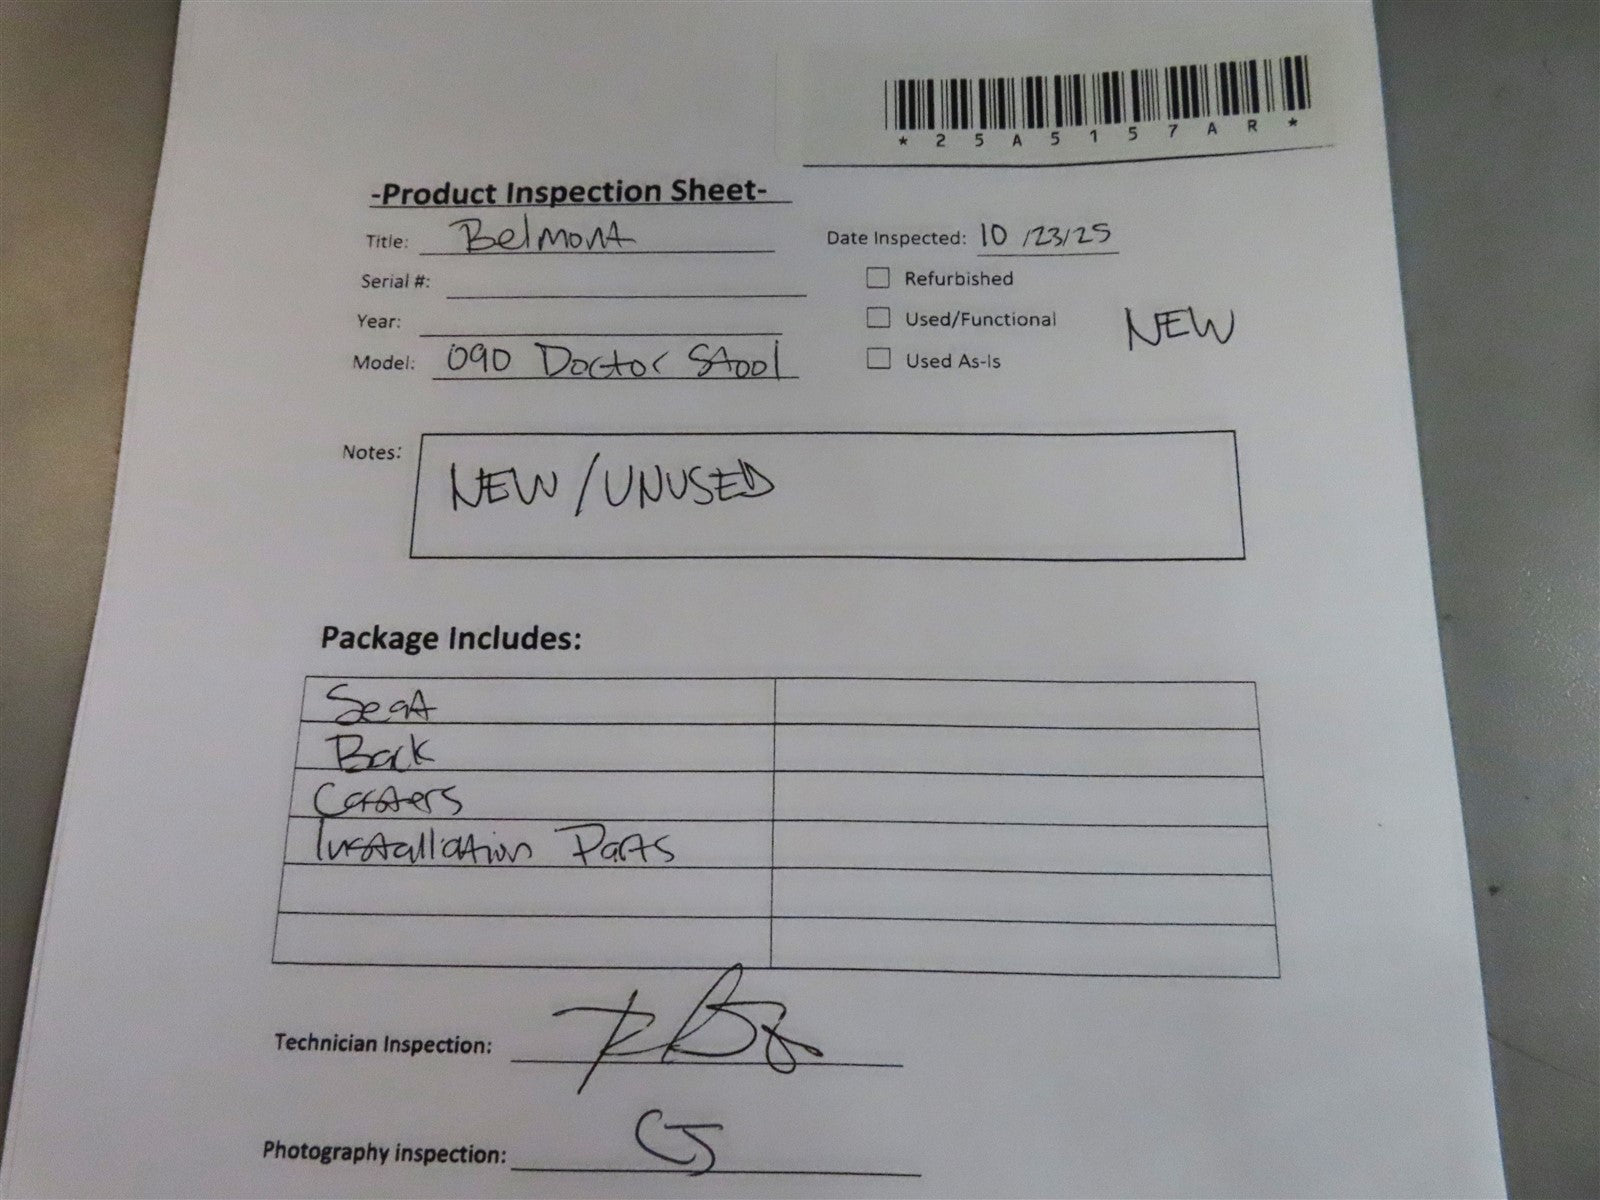 *25A5157AR*
-Product Inspection Sheet-
Title: Belmont
Date Inspected: 10/23/25
Serial #:
Refurbished
Year:
Used/Functional
NEW
Model: 090 Doctor Stool
Used As-Is
Notes: NEW/UNUSED
Package Includes:
Seat
Back
Casters
Installation Parts
Technician Inspection:
Photography inspection: CJ